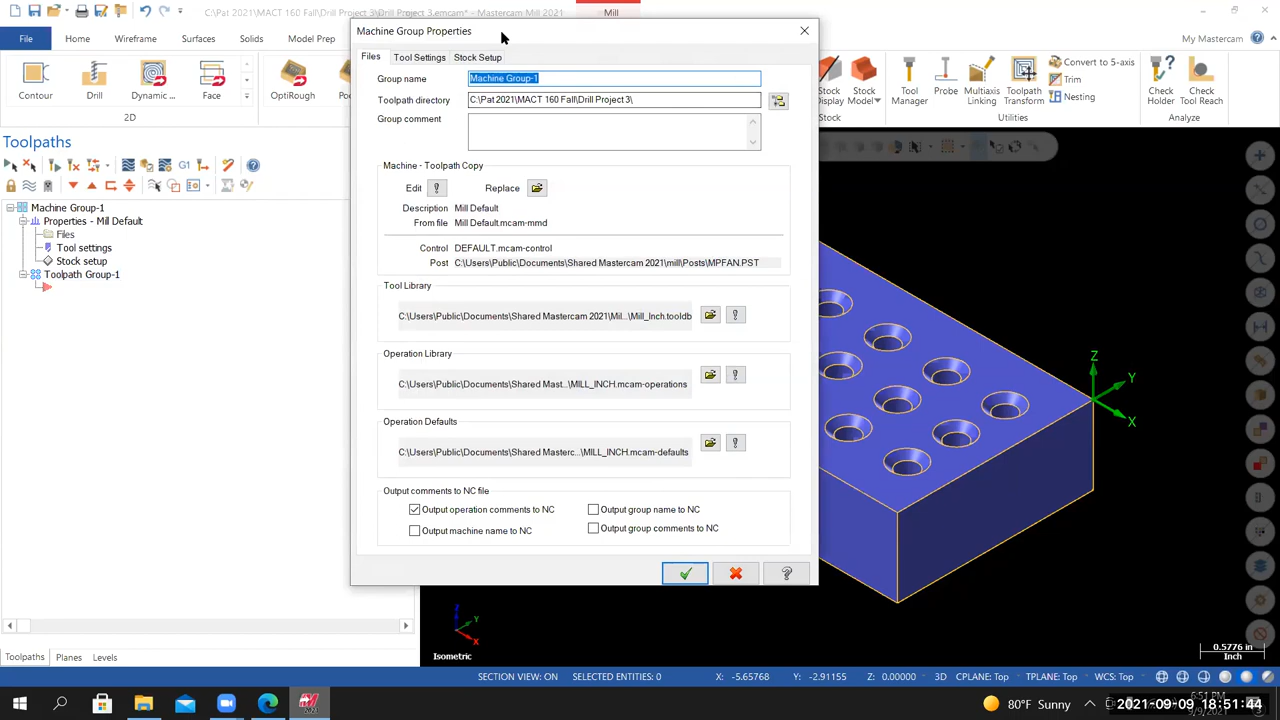 C:\Pat 2021\MACT 160 Fall\Drill Project 3\Drill Project 3.emcam* - Mastercam Mill 2021
Mill
File
Home
Wireframe
Surfaces
Solids
Model Prep
My Mastercam
Contour
Drill
Dynamic ...
Face
OptiRough
2D
Stock Display
Stock Model
Stock
Tool Manager
Probe
Multiaxis Linking
Toolpath Transform
Convert to 5-axis
Trim
Nesting
Utilities
Check Holder
Check Tool Reach
Analyze
Toolpaths
G1
Machine Group-1
Properties - Mill Default
Files
Tool settings
Stock setup
Toolpath Group-1
Machine Group Properties
Files
Tool Settings
Stock Setup
Group name
Machine Group-1
Toolpath directory
C:\Pat 2021\MACT 160 Fall\Drill Project 3\
Group comment
Machine - Toolpath Copy
Edit
Replace
Description Mill Default
From file Mill Default.mcam-mmd
Control DEFAULT.mcam-control
Post C:\Users\Public\Documents\Shared Mastercam 2021\mill\Posts\MPFAN.PST
Tool Library
C:\Users\Public\Documents\Shared Mastercam 2021\Mil...\Mill_Inch.tooldb
Operation Library
C:\Users\Public\Documents\Shared Mast...\MILL_INCH.mcam-operations
Operation Defaults
C:\Users\Public\Documents\Shared Masterc...\MILL_INCH.mcam-defaults
Output comments to NC file
Output operation comments to NC
Output group name to NC
Output machine name to NC
Output group comments to NC
Z
Y
X
Z
Y
X
Isometric
0.5776 in
Inch
Toolpaths
Planes
Levels
SECTION VIEW: ON
SELECTED ENTITIES: 0
X: -5.65768
Y: -2.91155
Z: 0.00000
3D
CPLANE: Top
TPLANE: Top
WCS: Top
80°F Sunny
6:51 PM
9/9/2021
2021-09-09 18:51:44